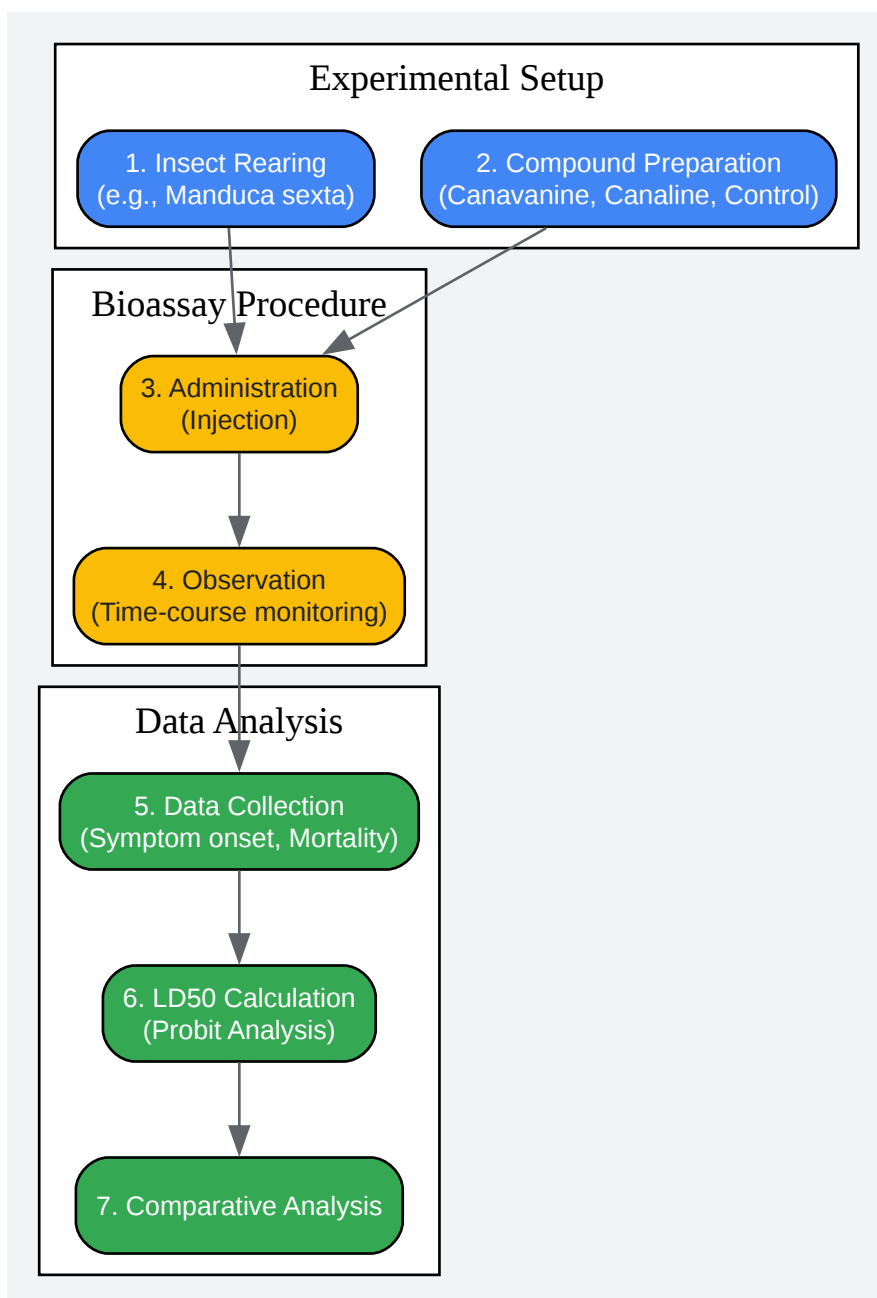 Experimental Setup
1. Insect Rearing
(e.g., Manduca sexta)
2. Compound Preparation
(Canavanine, Canaline, Control)
Bioassay Procedure
3. Administration
(Injection)
4. Observation
(Time-course monitoring)
Data Analysis
5. Data Collection
(Symptom onset, Mortality)
6. LD50 Calculation
(Probit Analysis)
7. Comparative Analysis